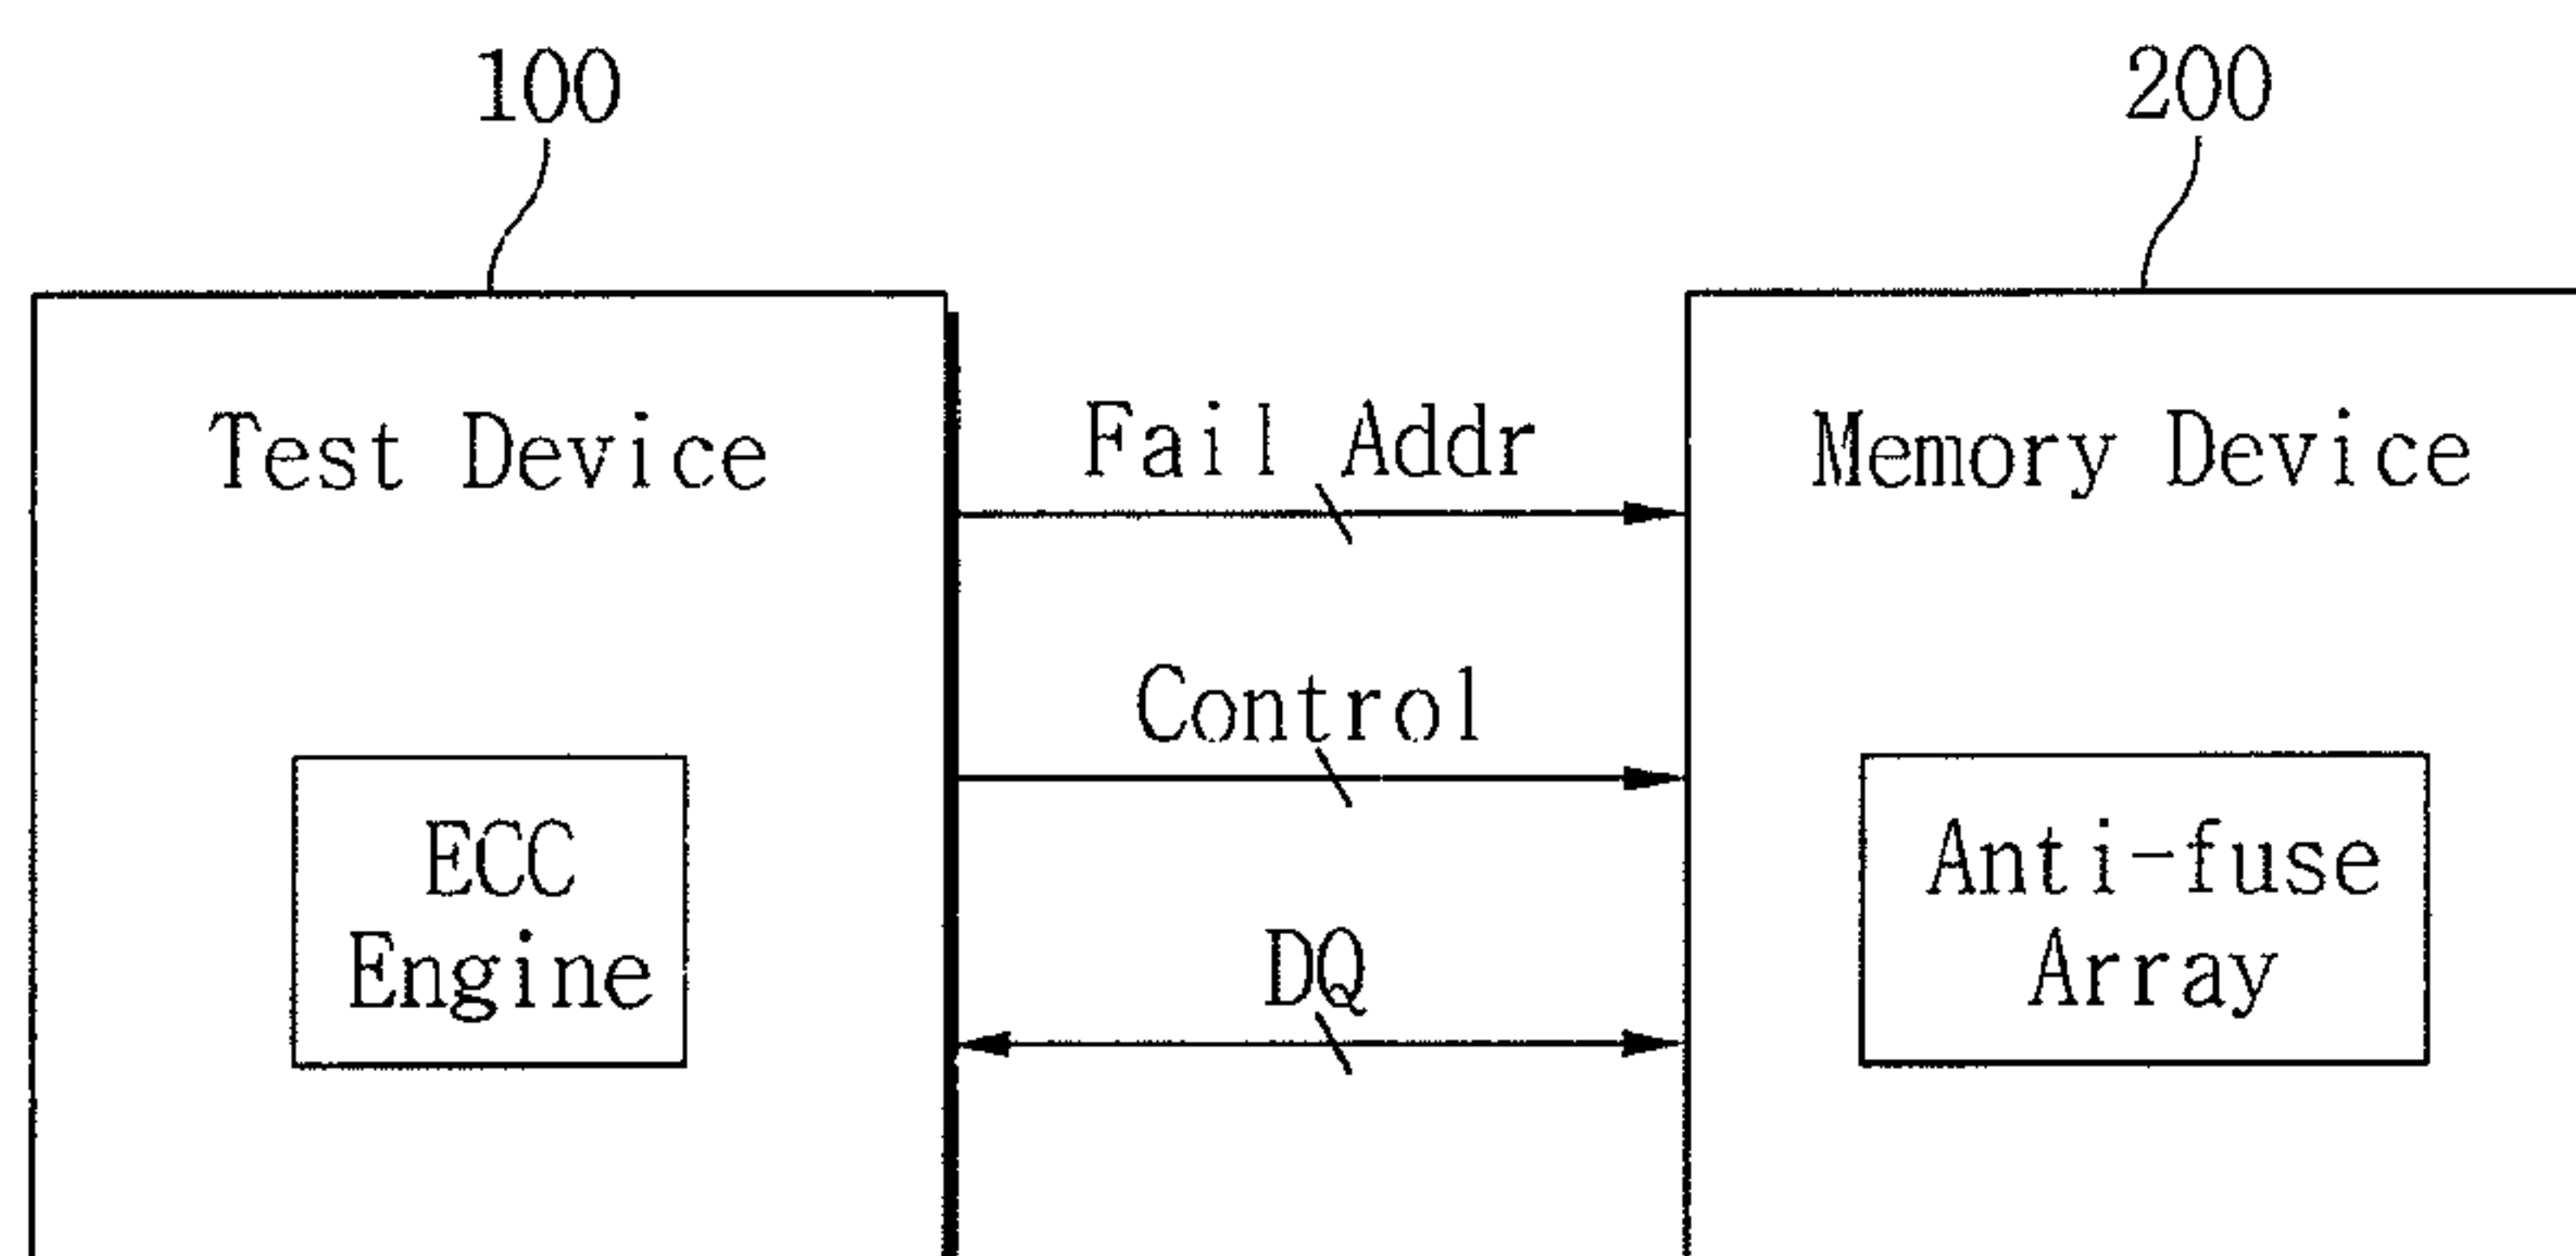 100
200
Test Device
Fail Addr
Memory Device
Control
ECC
Engine
Anti-fuse
Array
DQ